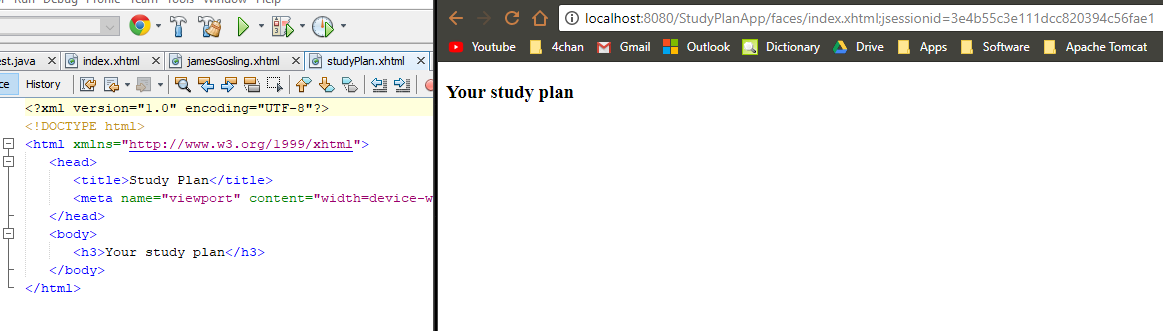 Run Debug Profile Team Tools Window Help
est.java index.xhtml jamesGosling.xhtml studyPlan.xhtml
ce History
<?xml version="1.0" encoding="UTF-8"?>
<!DOCTYPE html>
<html xmlns="http://www.w3.org/1999/xhtml">
<head>
<title>Study Plan</title>
<meta name="viewport" content="width=device-w
</head>
<body>
<h3>Your study plan</h3>
</body>
</html>
localhost:8080/StudyPlanApp/faces/index.xhtml;jsessionid=3e4b55c3e111dcc820394c56fae1
Youtube 4chan Gmail Outlook Dictionary Drive Apps Software Apache Tomcat
Your study plan